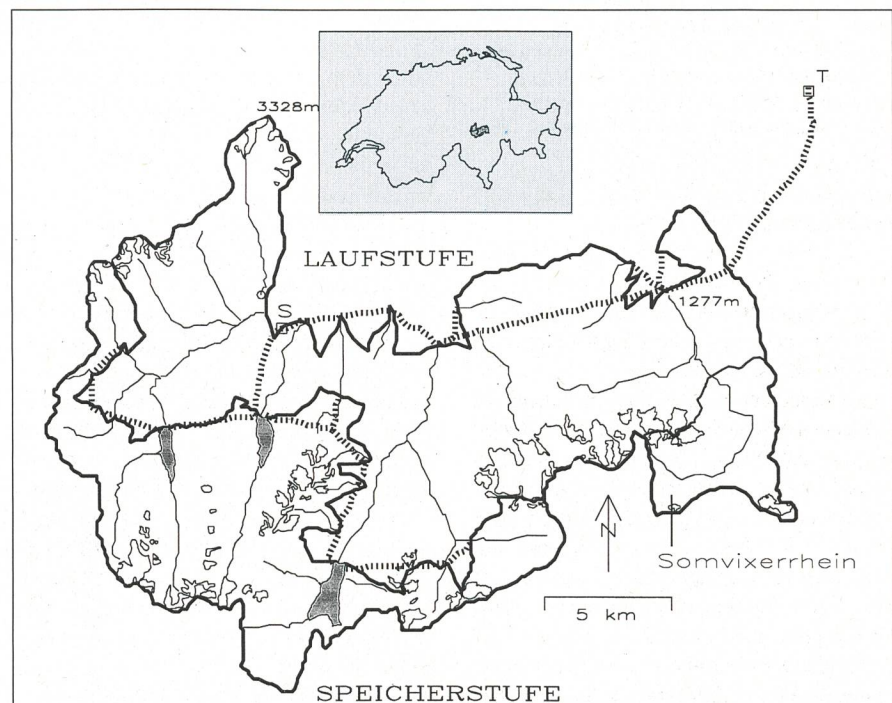 3328m
T
LAUFSTUFE
S
1277m
N
Somvixerrhein
5 km
SPEICHERSTUFE